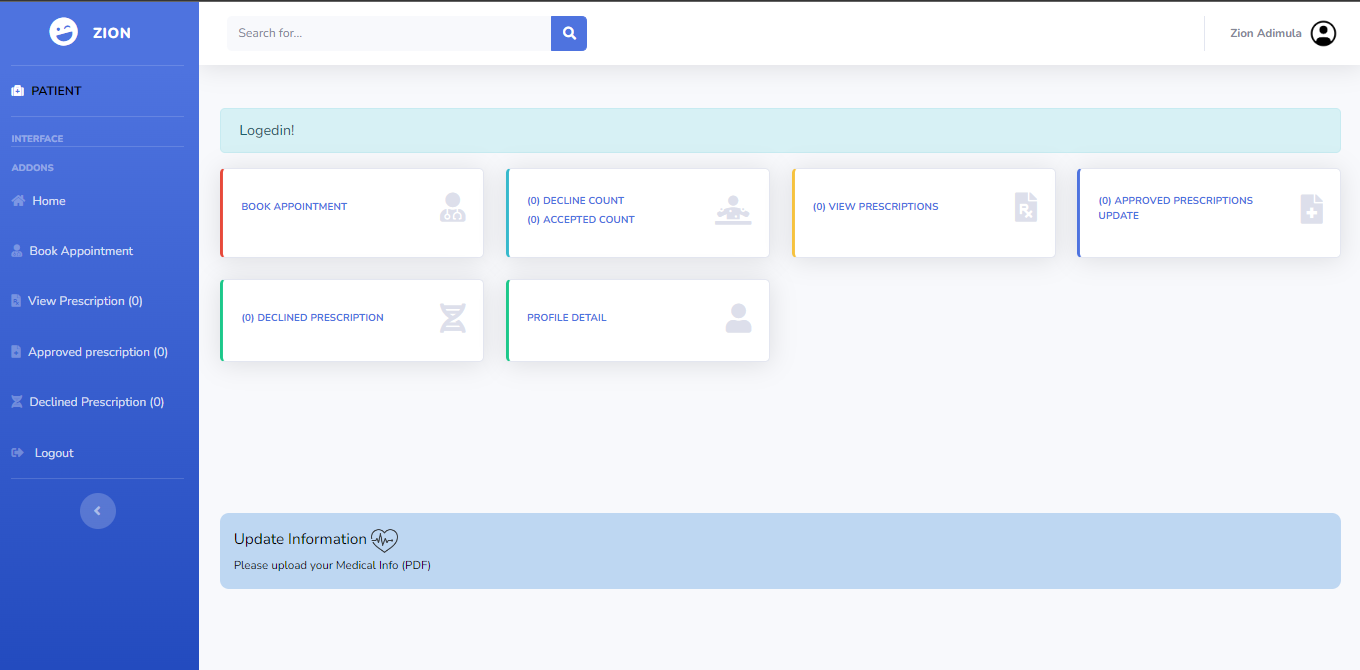 ZION
Search for...
Zion Adimula
PATIENT
INTERFACE
ADDONS
Home
Book Appointment
View Prescription (0)
Approved prescription (0)
Declined Prescription (0)
Logout
Logedin!
BOOK APPOINTMENT
(0) DECLINE COUNT
(0) ACCEPTED COUNT
(0) VIEW PRESCRIPTIONS
(0) APPROVED PRESCRIPTIONS
UPDATE
(0) DECLINED PRESCRIPTION
PROFILE DETAIL
Update Information
Please upload your Medical Info (PDF)